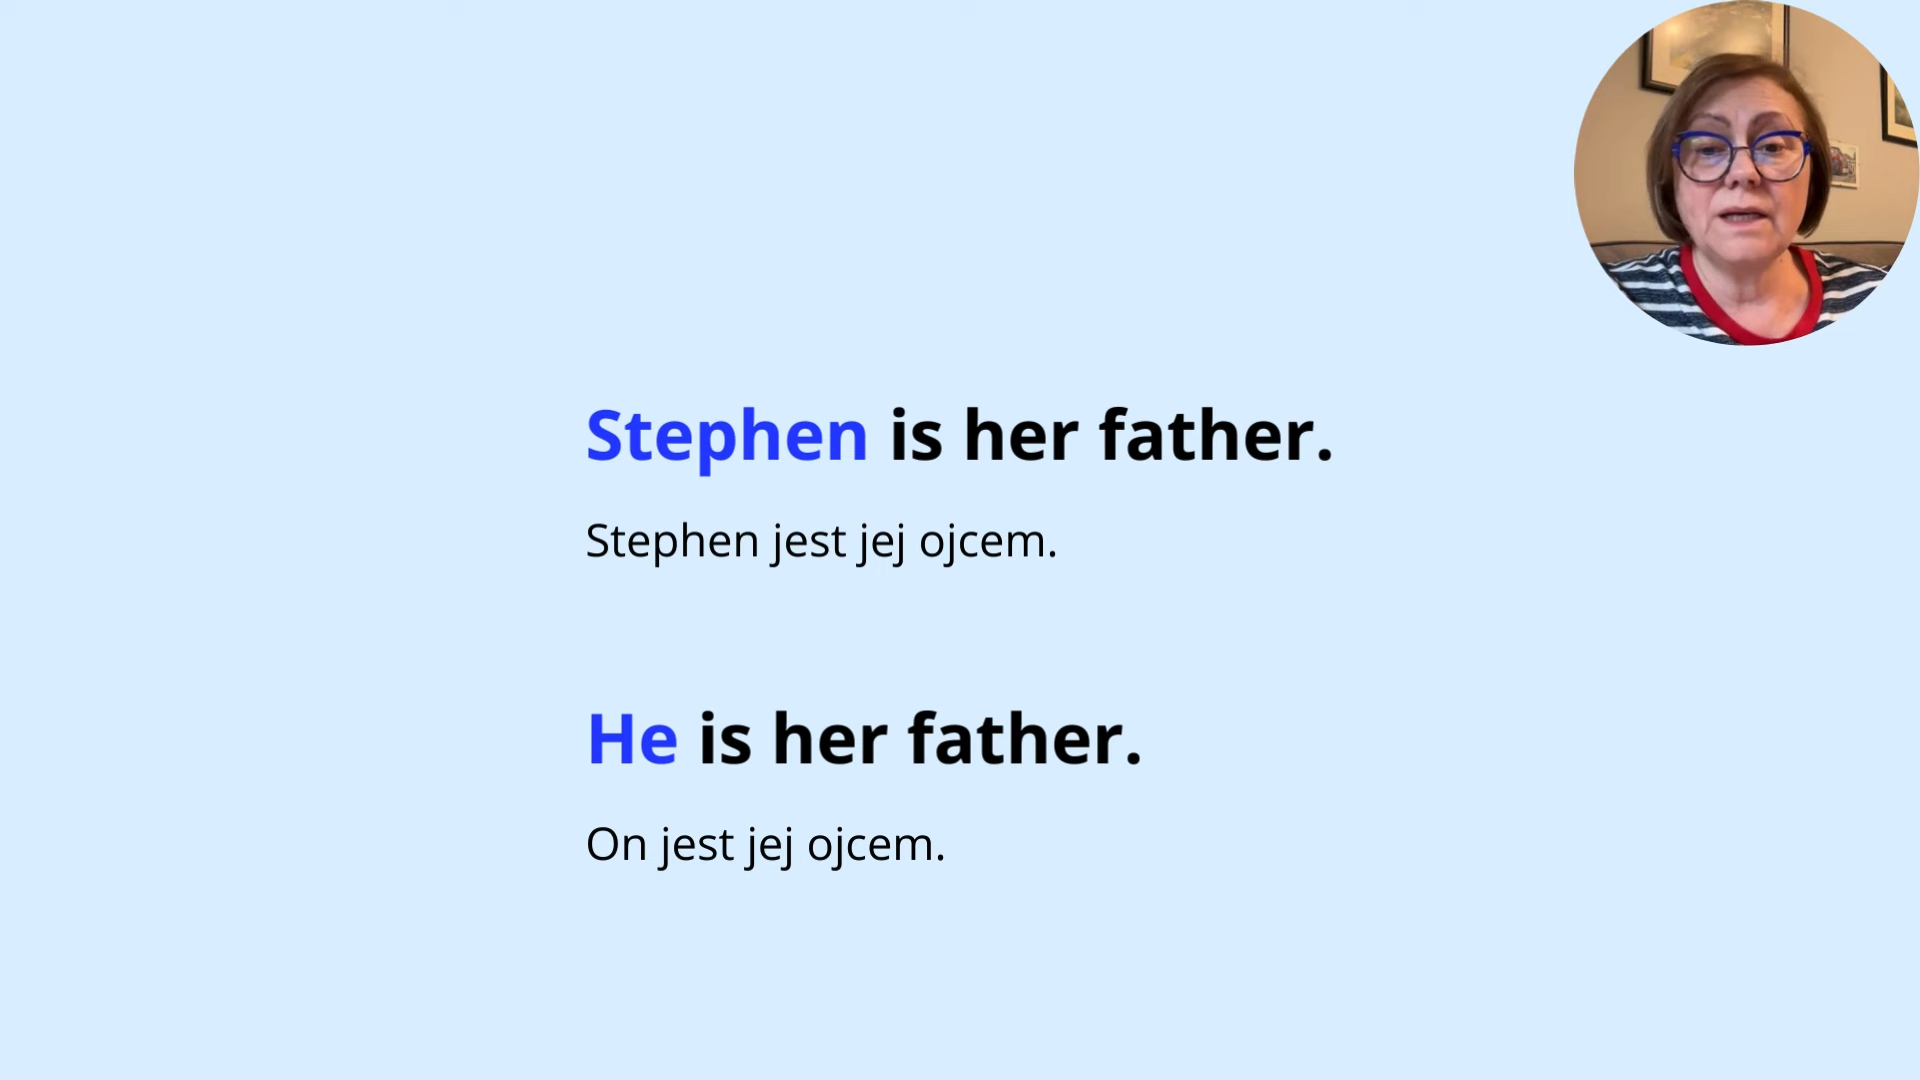 Stephen is her father.
Stephen jest jej ojcem.
He is her father.
On jest jej ojcem.